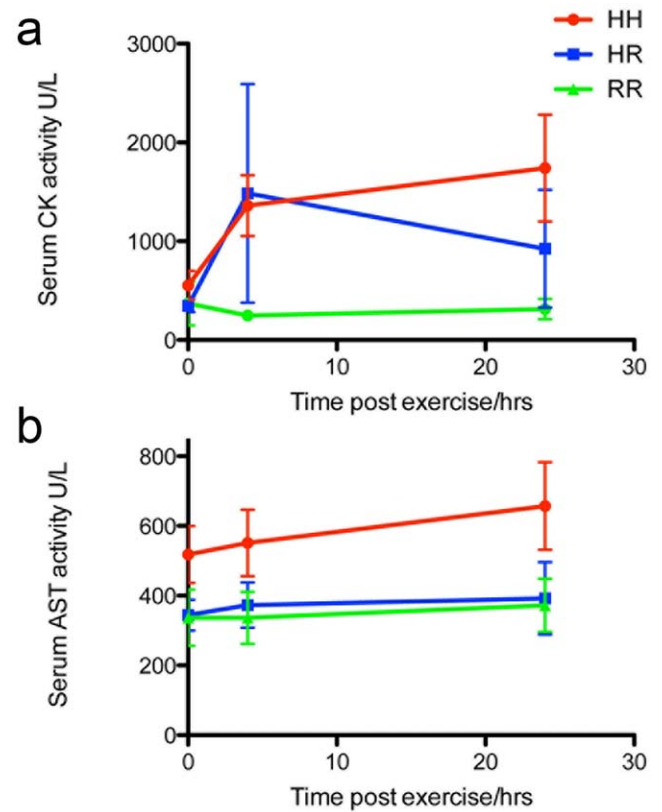 a
HH
HR
RR
Serum CK activity U/L
3000
2000
1000
0
0 10 20 30
Time post exercise/hrs
b
Serum AST activity U/L
800
600
400
200
0
0 10 20 30
Time post exercise/hrs